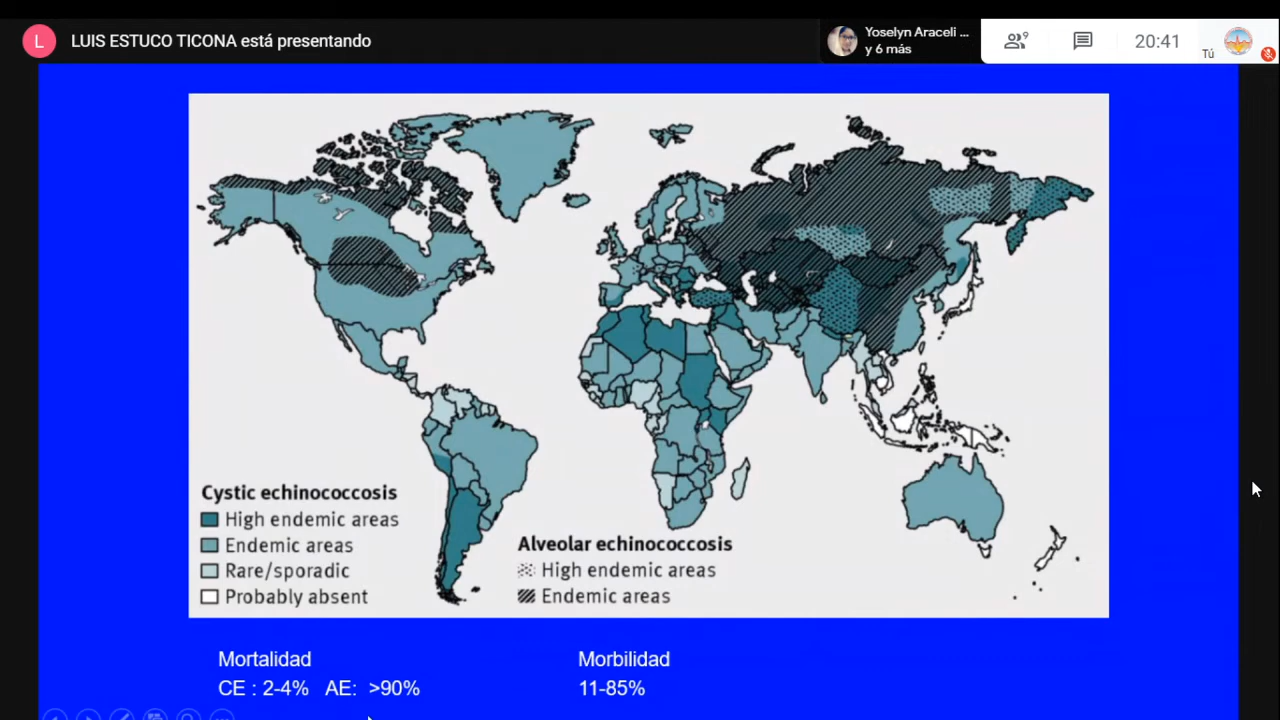 L
LUIS ESTUCO TICONA está presentando
Yoselyn Araceli ...
y 6 más
9
20:41
Tú
Cystic echinococcosis
High endemic areas
Endemic areas
Rare/sporadic
Probably absent
Alveolar echinococcosis
High endemic areas
Endemic areas
Mortalidad
CE : 2-4% AE: >90%
Morbilidad
11-85%